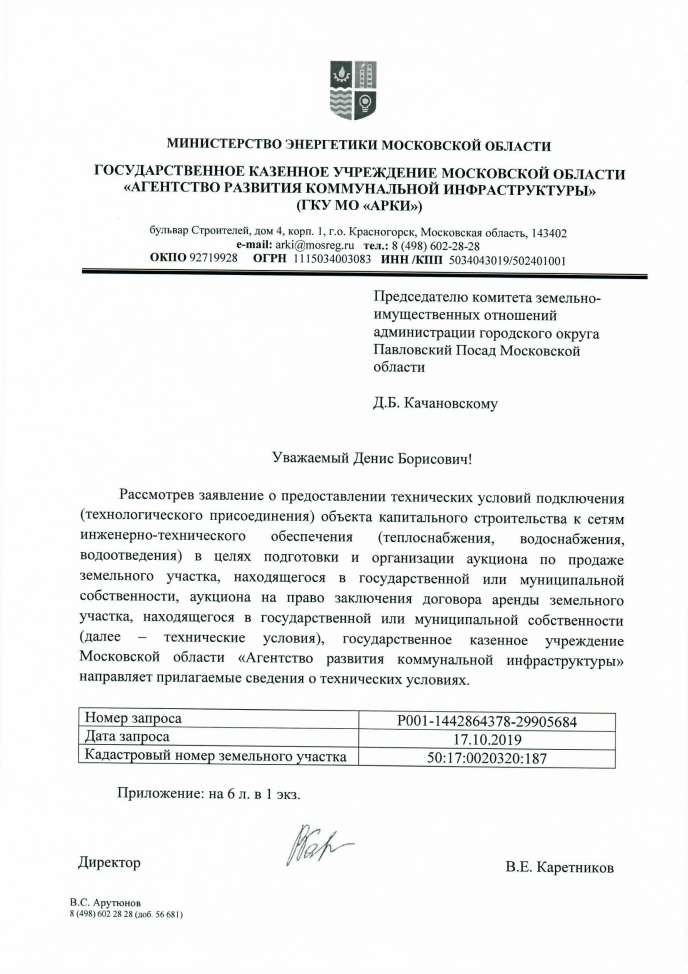 МИНИСТЕРСТВО ЭНЕРГЕТИКИ МОСКОВСКОЙ ОБЛАСТИ
ГОСУДАРСТВЕННОЕ КАЗЕННОЕ УЧРЕЖДЕНИЕ МОСКОВСКОЙ ОБЛАСТИ
«АГЕНТСТВО РАЗВИТИЯ КОММУНАЛЬНОЙ ИНФРАСТРУКТУРЫ»
(ГКУ МО «АРКИ»)
бульвар Строителей, дом 4, корп. 1, г.о. Красногорск, Московская область, 143402
e-mail: arki@mosreg.ru тел.: 8 (498) 602-28-28
ОКПО 92719928 ОГРН 1115034003083 ИНН /КПП 5034043019/502401001
Председателю комитета земельно-
имущественных отношений
администрации городского округа
Павловский Посад Московской
области
Д.Б. Качановскому
Уважаемый Денис Борисович!
Рассмотрев заявление о предоставлении технических условий подключения
(технологического присоединения) объекта капитального строительства к сетям
инженерно-технического обеспечения (теплоснабжения, водоснабжения,
водоотведения) в целях подготовки и организации аукциона по продаже
земельного участка, находящегося в государственной или муниципальной
собственности, аукциона на право заключения договора аренды земельного
участка, находящегося в государственной или муниципальной собственности
(далее – технические условия), государственное казенное учреждение
Московской области «Агентство развития коммунальной инфраструктуры»
направляет прилагаемые сведения о технических условиях.
Номер запроса P001-1442864378-29905684
Дата запроса 17.10.2019
Кадастровый номер земельного участка 50:17:0020320:187
Приложение: на 6 л. в 1 экз.
Директор В.Е. Каретников
В.С. Арутюнов
8 (498) 602 28 28 (доб. 56 681)